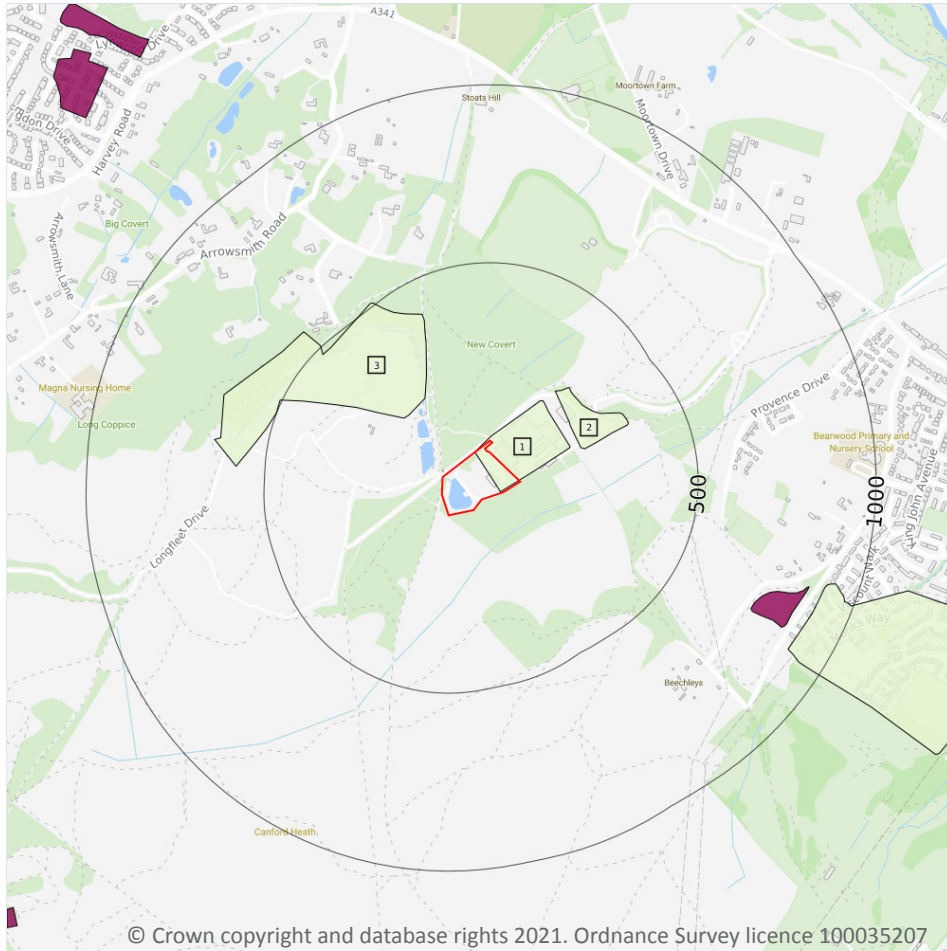 A341
Drive
Moortown Farm
Stoats Hill
Harvey Road
Moortown Drive
Big Covert
Arrowsmith Lane
Arrowsmith Road
New Covert
3
Magna Nursing Home
Provence Drive
Long Coppice
2
1
Bearwood Primary and
Nursery School
King John Avenue
500
1000
Longfleet Drive
Way
Beechleys
Canford Heath.
© Crown copyright and database rights 2021. Ordnance Survey licence 100035207